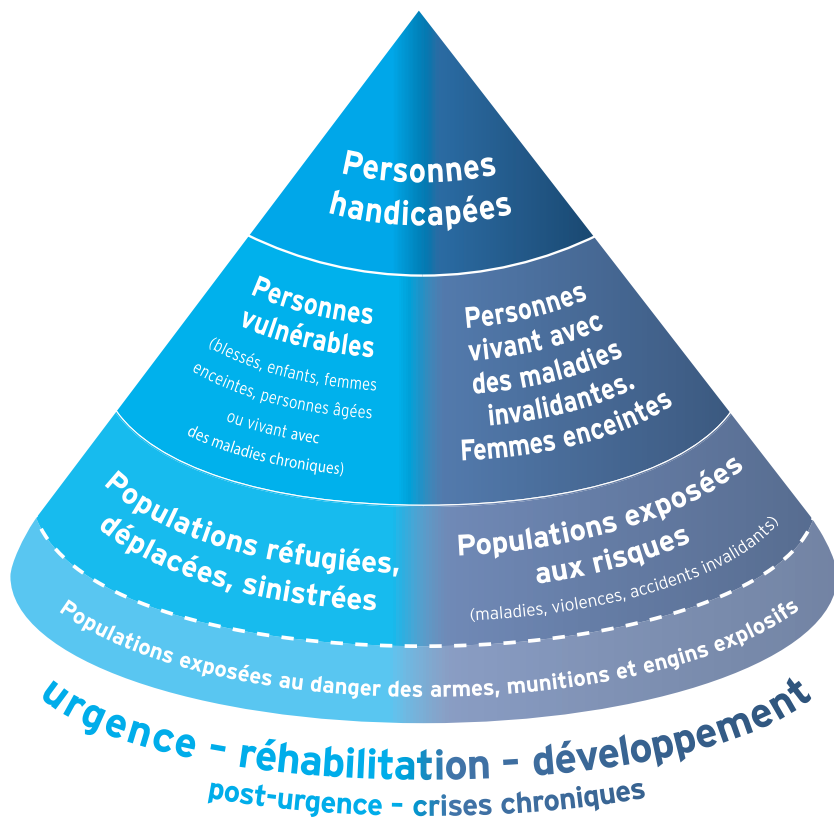 Personnes
handicapées
Personnes
vulnérables
(blessés, enfants, femmes
enceintes, personnes âgées
ou vivant avec
des maladies chroniques)
Personnes
vivant avec
des maladies
invalidantes.
Femmes enceintes
Populations réfugiées,
déplacées, sinistrées
Populations exposées
aux risques
(maladies, violences, accidents invalidants)
Populations exposées au danger des armes, munitions et engins explosifs
urgence - réhabilitation - développement
post-urgence - crises chroniques